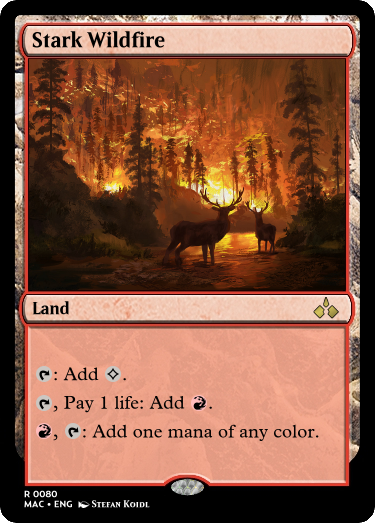 Stark Wildfire
Land
: Add .
, Pay 1 life: Add .
, : Add one mana of any color.
R 0080
MAC • ENG Stefan Koidl